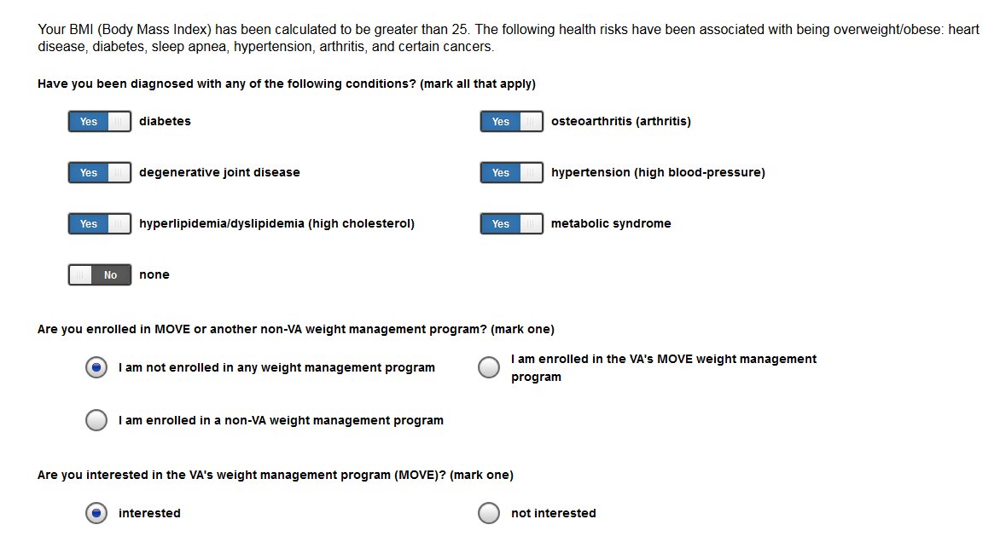 Your BMI (Body Mass Index) has been calculated to be greater than 25. The following health risks have been associated with being overweight/obese: heart
disease, diabetes, sleep apnea, hypertension, arthritis, and certain cancers.
Have you been diagnosed with any of the following conditions? (mark all that apply)
Yes diabetes
Yes osteoarthritis (arthritis)
Yes degenerative joint disease
Yes hypertension (high blood-pressure)
Yes hyperlipidemia/dyslipidemia (high cholesterol)
Yes metabolic syndrome
No none
Are you enrolled in MOVE or another non-VA weight management program? (mark one)
I am not enrolled in any weight management program
I am enrolled in the VA's MOVE weight management
program
I am enrolled in a non-VA weight management program
Are you interested in the VA's weight management program (MOVE)? (mark one)
interested
not interested